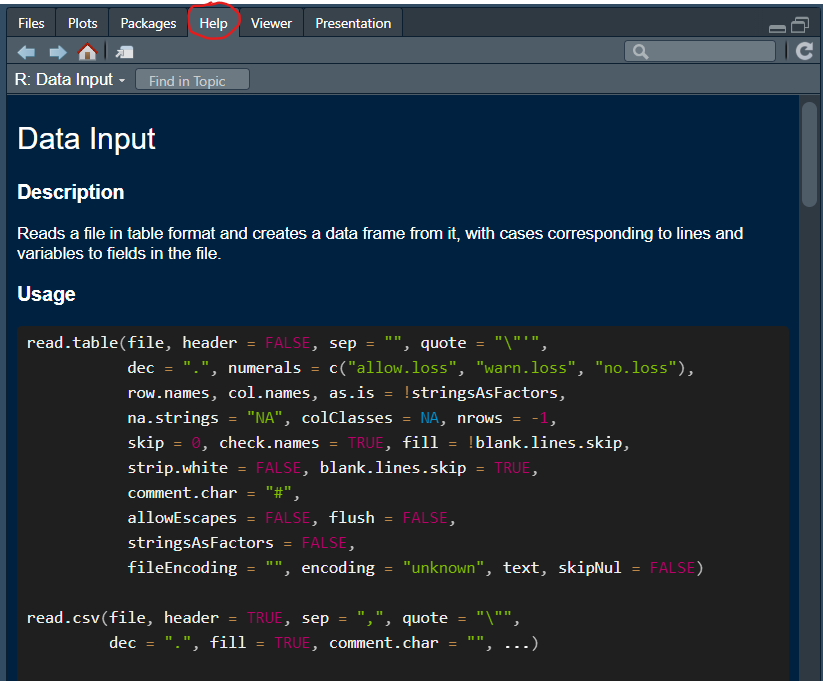 Files Plots Packages Help Viewer Presentation
R: Data Input Find in Topic
Data Input
Description
Reads a file in table format and creates a data frame from it, with cases corresponding to lines and
variables to fields in the file.
Usage
read.table(file, header = FALSE, sep = "", quote = "\"'",
           dec = ".", numerals = c("allow.loss", "warn.loss", "no.loss"),
           row.names, col.names, as.is = !stringsAsFactors,
           na.strings = "NA", colClasses = NA, nrows = -1,
           skip = 0, check.names = TRUE, fill = !blank.lines.skip,
           strip.white = FALSE, blank.lines.skip = TRUE,
           comment.char = "#",
           allowEscapes = FALSE, flush = FALSE,
           stringsAsFactors = FALSE,
           fileEncoding = "", encoding = "unknown", text, skipNul = FALSE)
read.csv(file, header = TRUE, sep = ",", quote = "\"",
         dec = ".", fill = TRUE, comment.char = "", ...)